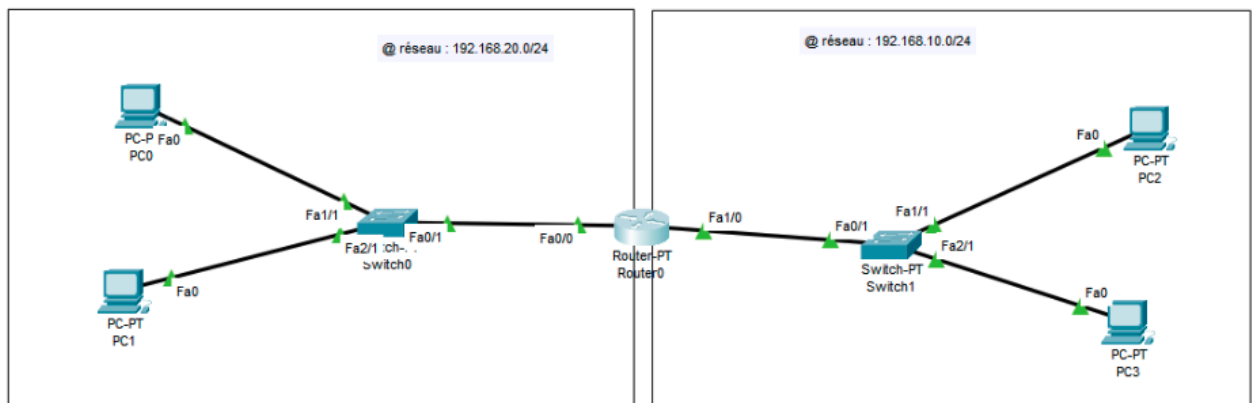 @ réseau : 192.168.20.0/24
PC-P
Fa0
PC0
Fa1/1
Fa2/1
Fa0/1
Switch0
Fa0
PC-PT
PC1
Fa0/0
Router-PT
Router0
@ réseau : 192.168.10.0/24
Fa1/0
Fa0/1
Fa1/1
Fa2/1
Switch-PT
Switch1
Fa0
PC-PT
PC2
Fa0
PC-PT
PC3